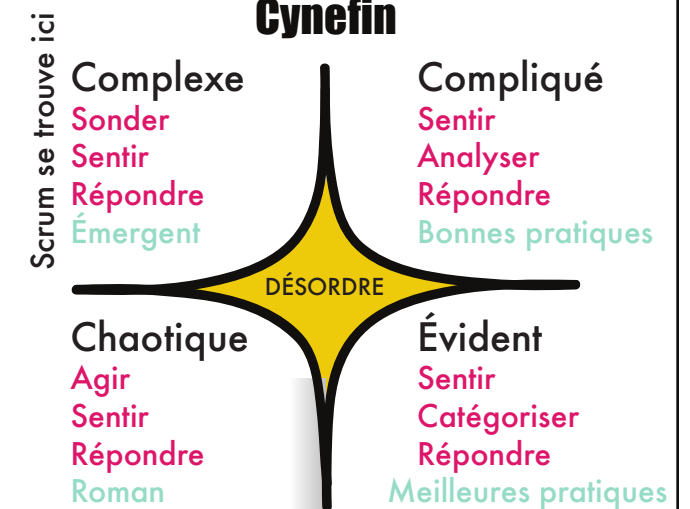 Cynefin
Scrum se trouve ici
Complexe
Sonder
Sentir
Répondre
Émergent
Compliqué
Sentir
Analyser
Répondre
Bonnes pratiques
DÉSORDRE
Chaotique
Agir
Sentir
Répondre
Roman
Évident
Sentir
Catégoriser
Répondre
Meilleures pratiques